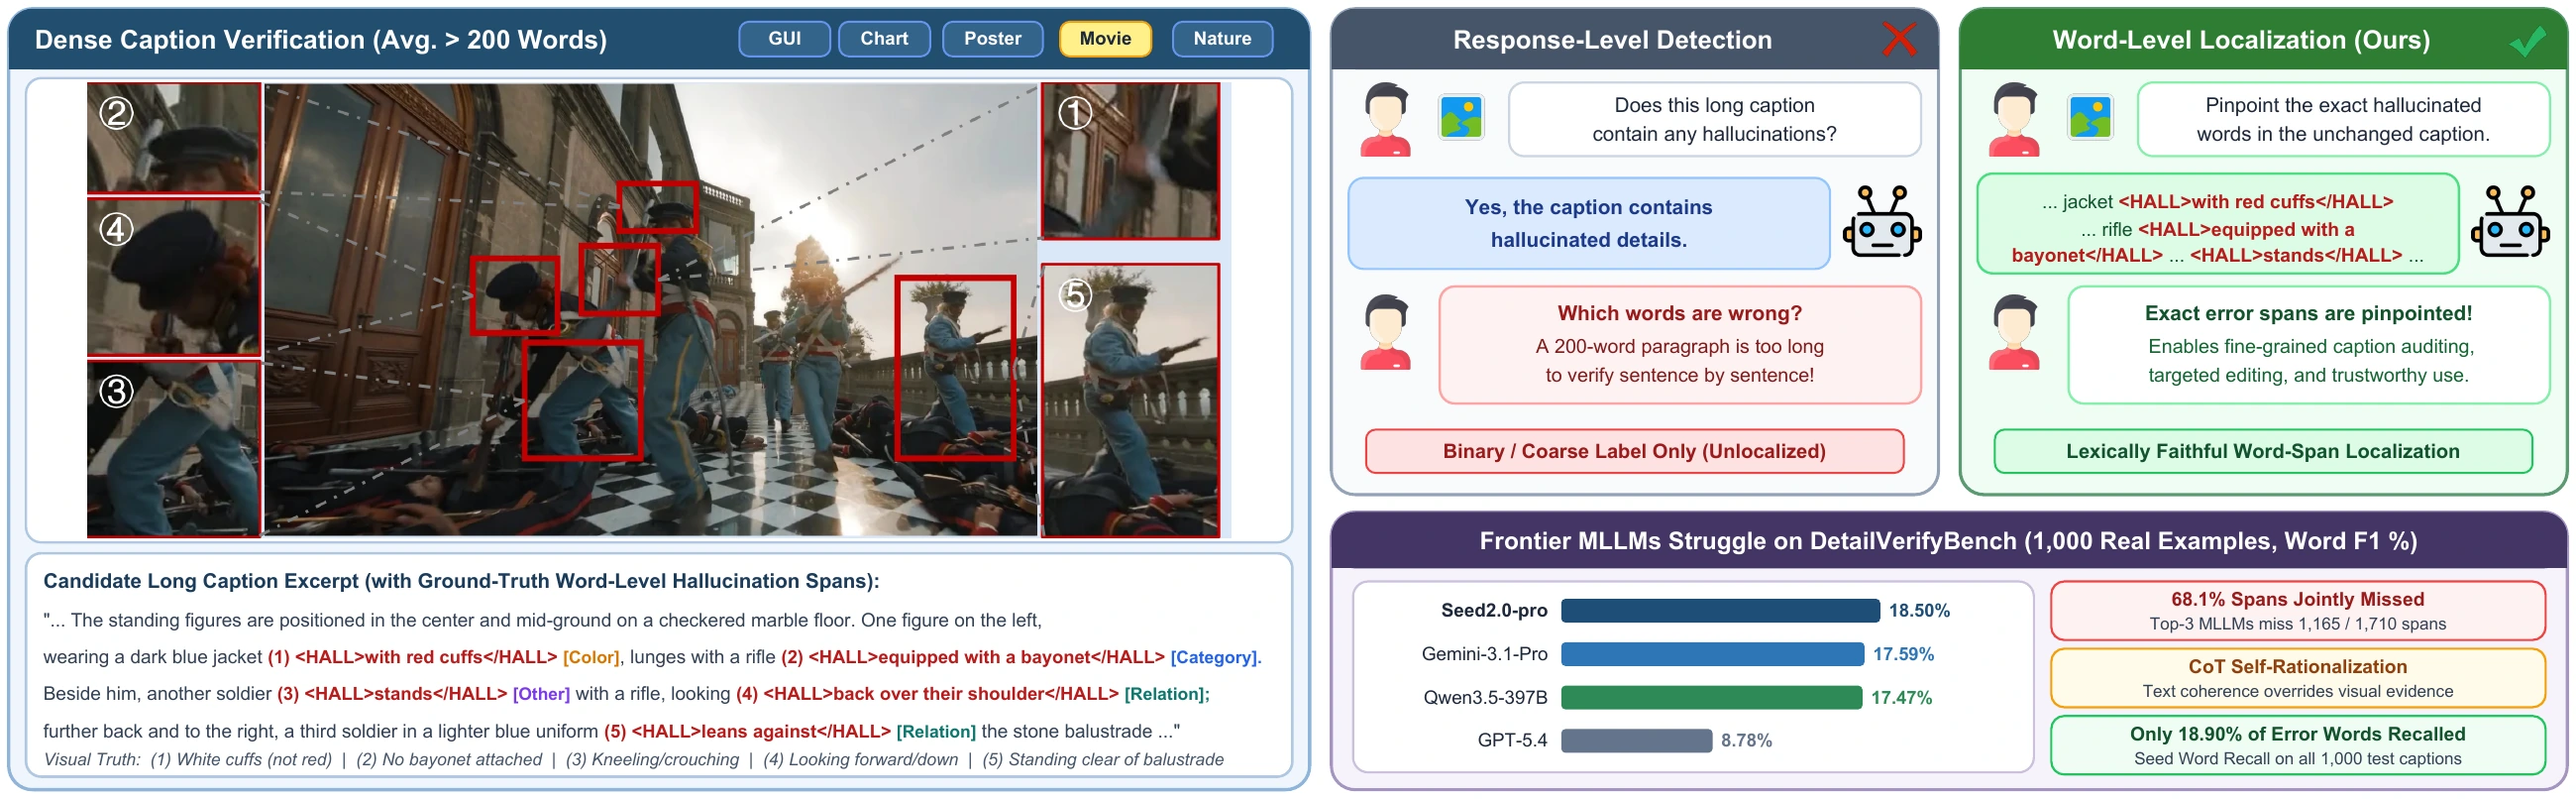 Dense Caption Verification (Avg. > 200 Words)
GUI
Chart
Poster
Movie
Nature
②
④
③
①
⑤
Candidate Long Caption Excerpt (with Ground-Truth Word-Level Hallucination Spans):
"... The standing figures are positioned in the center and mid-ground on a checkered marble floor. One figure on the left,
wearing a dark blue jacket (1) <HALL>with red cuffs</HALL> [Color], lunges with a rifle (2) <HALL>equipped with a bayonet</HALL> [Category].
Beside him, another soldier (3) <HALL>stands</HALL> [Other] with a rifle, looking (4) <HALL>back over their shoulder</HALL> [Relation];
further back and to the right, a third soldier in a lighter blue uniform (5) <HALL>leans against</HALL> [Relation] the stone balustrade ..."
Visual Truth: (1) White cuffs (not red) | (2) No bayonet attached | (3) Kneeling/crouching | (4) Looking forward/down | (5) Standing clear of balustrade
Response-Level Detection
Does this long caption
contain any hallucinations?
Yes, the caption contains
hallucinated details.
Which words are wrong?
A 200-word paragraph is too long
to verify sentence by sentence!
Binary / Coarse Label Only (Unlocalized)
Word-Level Localization (Ours)
Pinpoint the exact hallucinated
words in the unchanged caption.
... jacket <HALL>with red cuffs</HALL>
... rifle <HALL>equipped with a
bayonet</HALL> ... <HALL>stands</HALL> ...
Exact error spans are pinpointed!
Enables fine-grained caption auditing,
targeted editing, and trustworthy use.
Lexically Faithful Word-Span Localization
Frontier MLLMs Struggle on DetailVerifyBench (1,000 Real Examples, Word F1 %)
Seed2.0-pro 18.50%
Gemini-3.1-Pro 17.59%
Qwen3.5-397B 17.47%
GPT-5.4 8.78%
68.1% Spans Jointly Missed
Top-3 MLLMs miss 1,165 / 1,710 spans
CoT Self-Rationalization
Text coherence overrides visual evidence
Only 18.90% of Error Words Recalled
Seed Word Recall on all 1,000 test captions